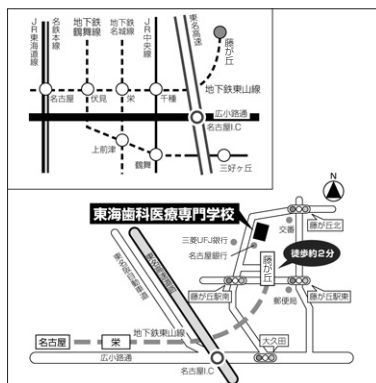 JR東海道線
名鉄本線
地下鉄
鶴舞線
地下鉄
名城線
JR中央線
東名高速
藤が丘
地下鉄東山線
名古屋
伏見
栄
千種
広小路通
名古屋I.C
上前津
鶴舞
三好ヶ丘
N
東海歯科医療専門学校
藤が丘北
交番
三菱UFJ銀行
名古屋銀行
藤が丘
徒歩約2分
藤が丘駅南
郵便局
藤が丘駅東
地下鉄東山線
名古屋
栄
大久田
広小路通
名古屋I.C